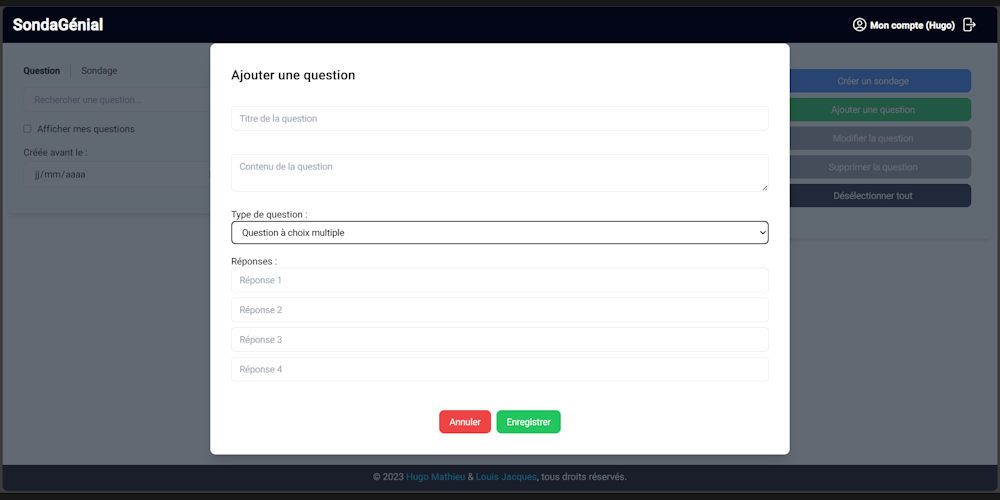 SondaGénial
Mon compte (Hugo)
Question
Sondage
Rechercher une question...
Afficher mes questions
Créée avant le :
jj/mm/aaaa
Ajouter une question
Titre de la question
Contenu de la question
Type de question :
Question à choix multiple
Réponses :
Réponse 1
Réponse 2
Réponse 3
Réponse 4
Annuler
Enregistrer
Créer un sondage
Ajouter une question
Modifier la question
Supprimer la question
Désélectionner tout
© 2023 Hugo Mathieu & Louis Jacques, tous droits réservés.